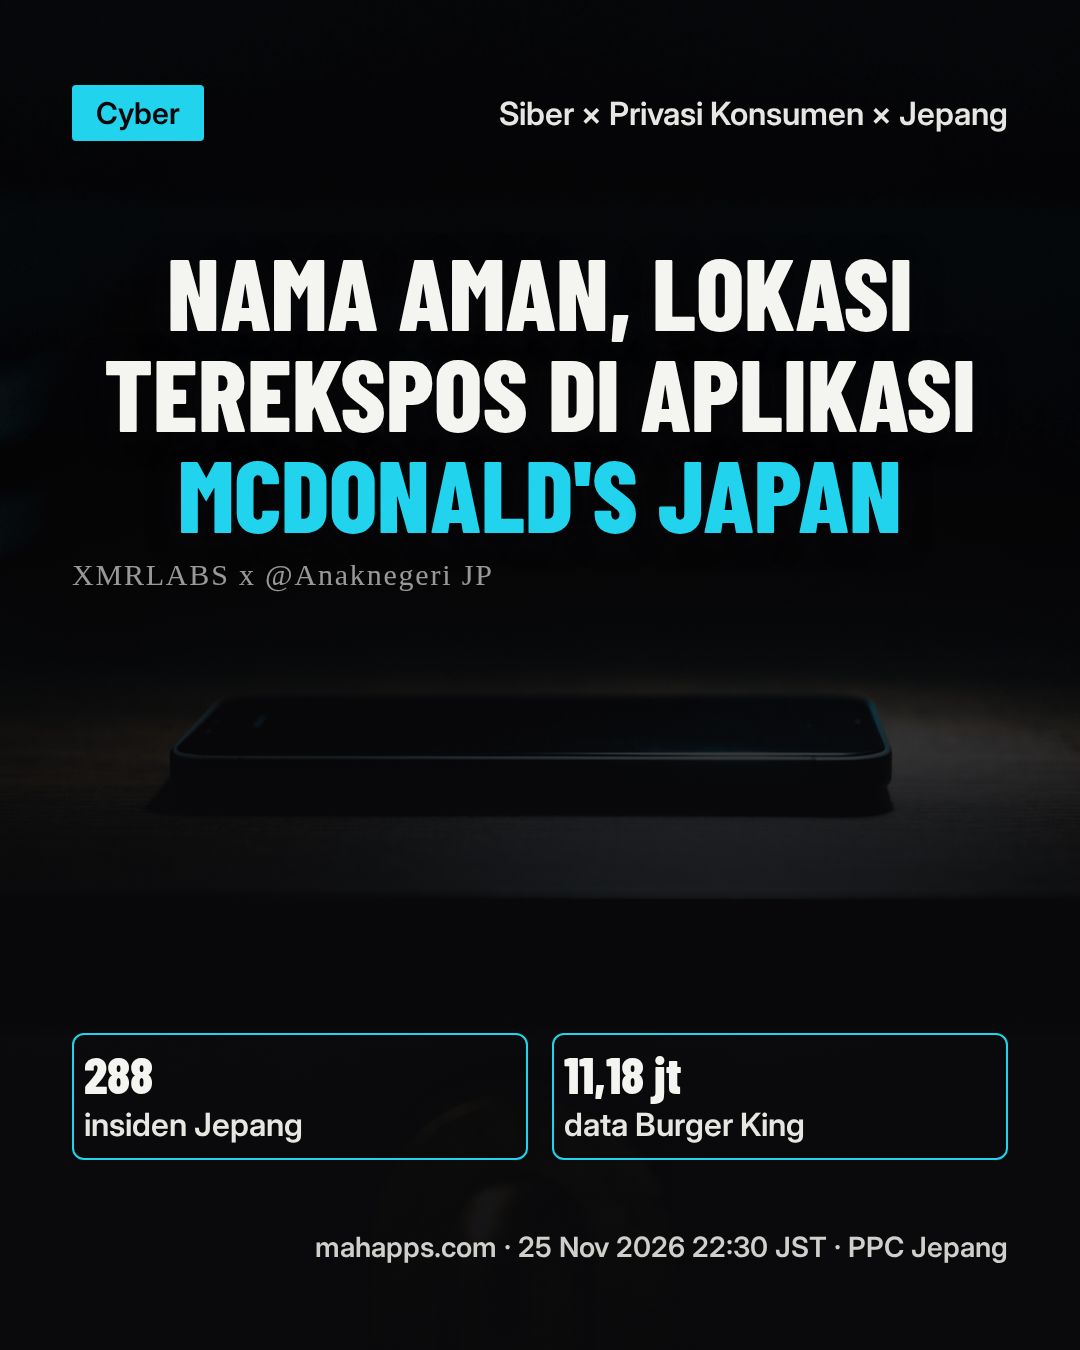 Cyber
Siber × Privasi Konsumen × Jepang
NAMA AMAN, LOKASI
TEREKSPOS DI APLIKASI
MCDONALD'S JAPAN
XMRLABS x @Anaknegeri JP
288
insiden Jepang
11,18 jt
data Burger King
mahapps.com · 25 Nov 2026 22:30 JST · PPC Jepang